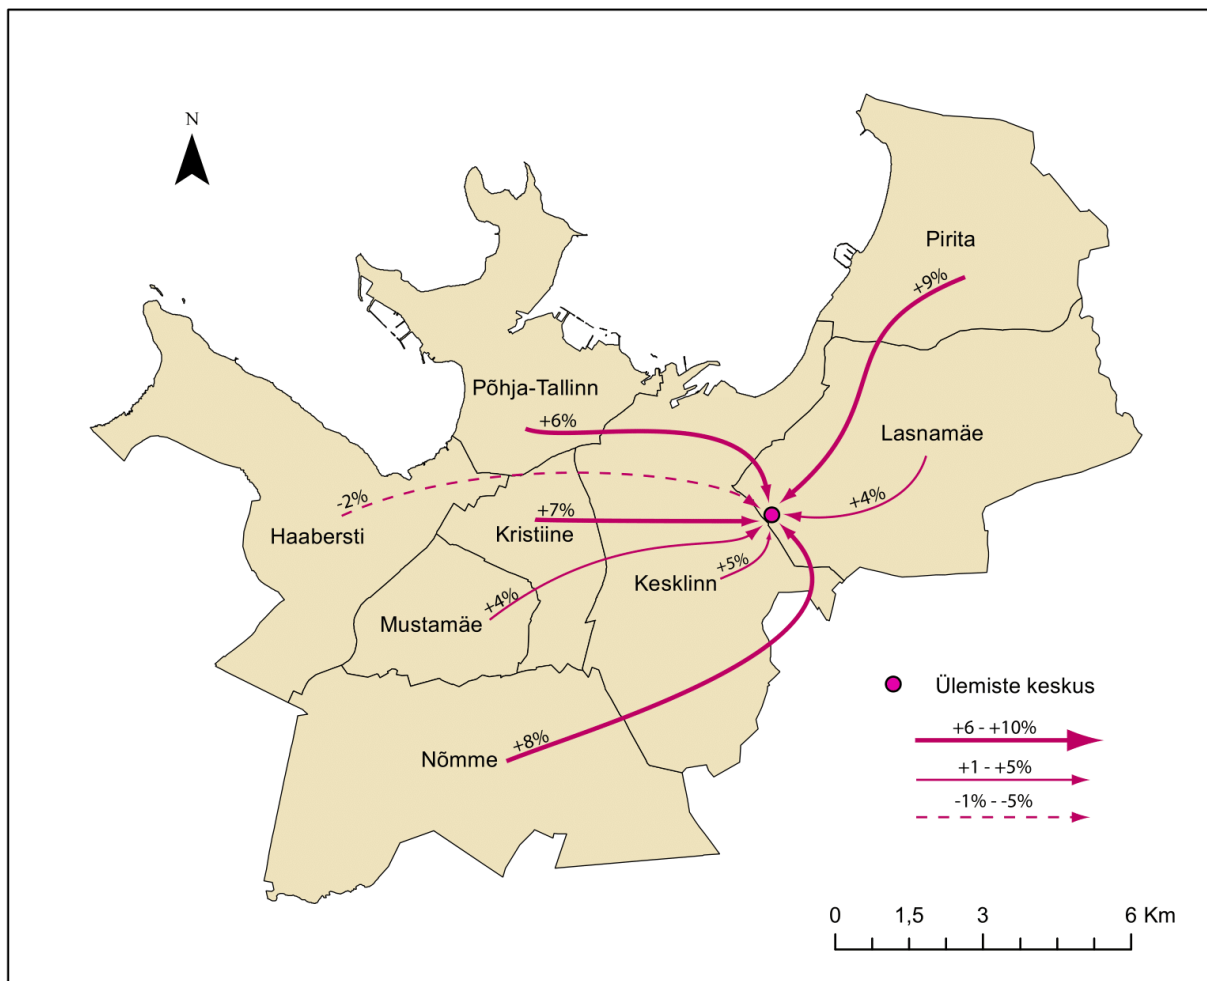 N
Pirita
+9%
Põhja-Tallinn
+6%
Lasnamäe
+4%
-2%
Haabersti
+7%
Kristiine
+5%
Kesklinn
+4%
Mustamäe
+8%
Nõmme
Ülemiste keskus
+6 - +10%
+1 - +5%
-1% - -5%
0 1,5 3 6 Km